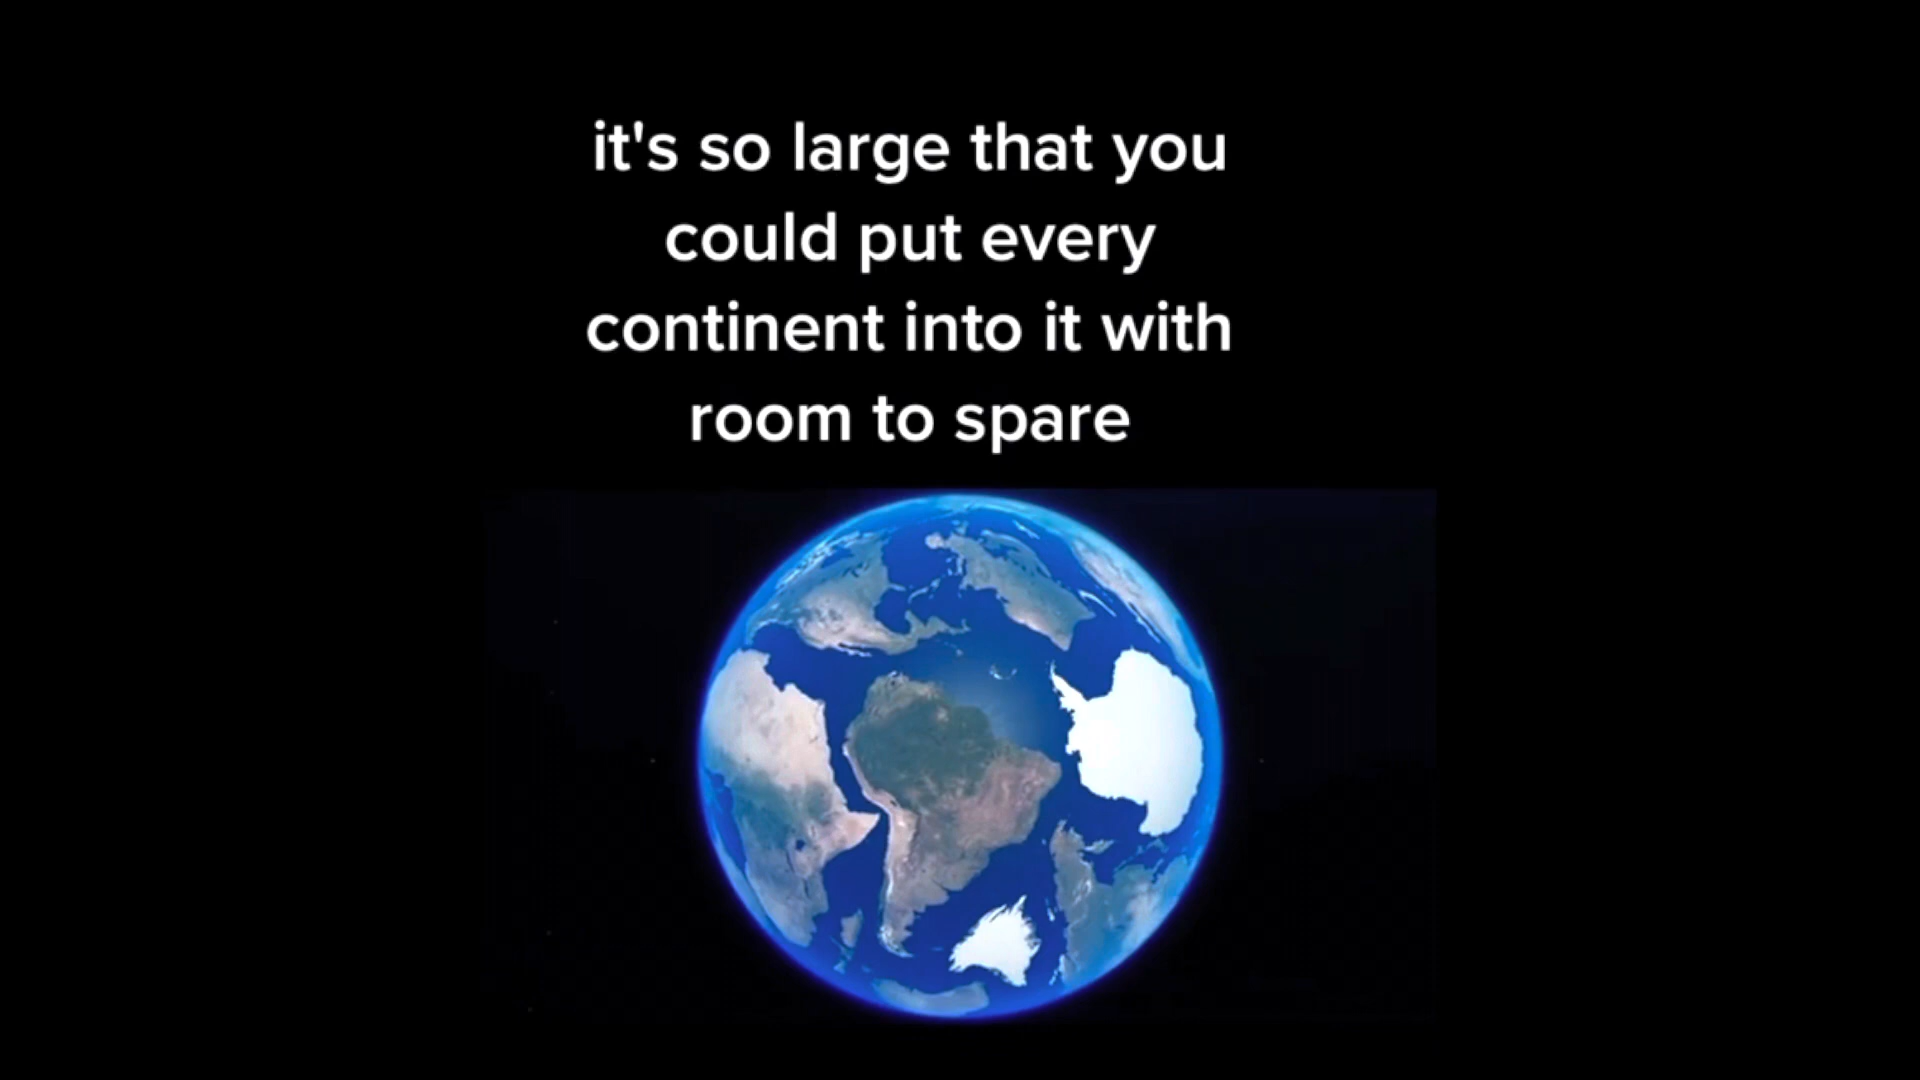 it's so large that you
could put every
continent into it with
room to spare